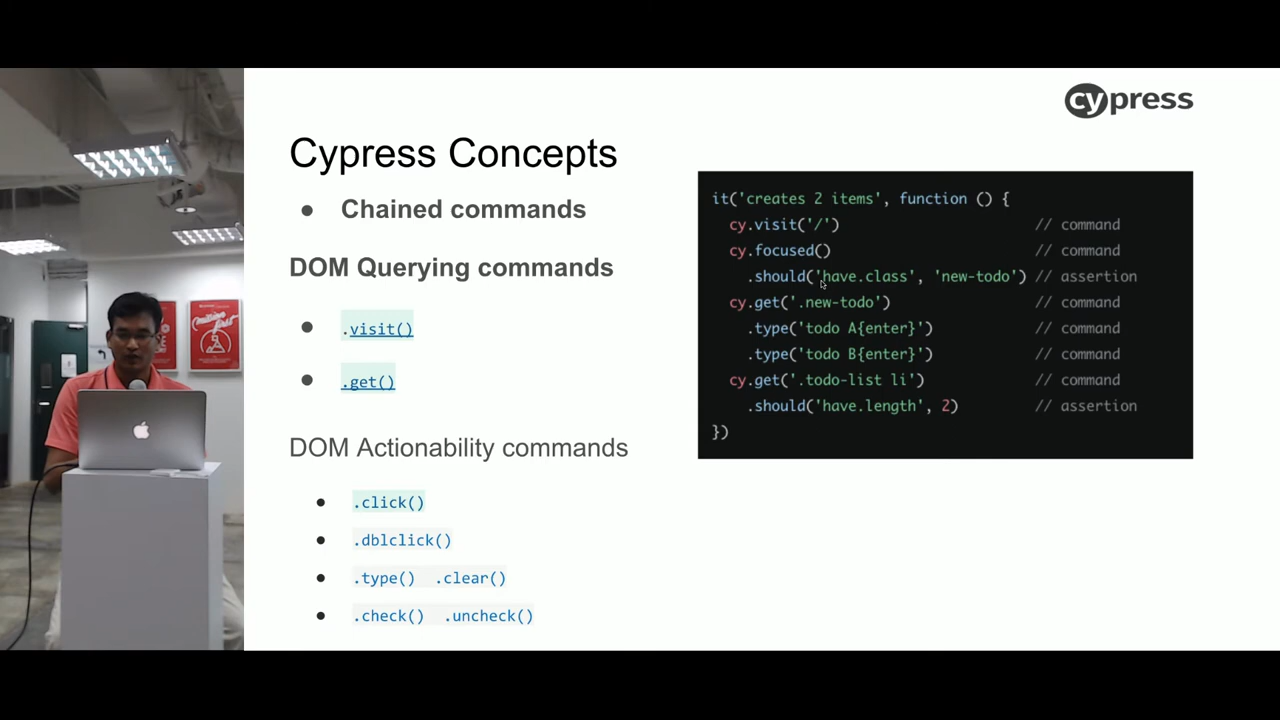 cypress
Cypress Concepts
● Chained commands
DOM Querying commands
● .visit()
● .get()
DOM Actionability commands
● .click()
● .dblclick()
● .type() .clear()
● .check() .uncheck()
it('creates 2 items', function () {
  cy.visit('/') // command
  cy.focused() // command
    .should('have.class', 'new-todo') // assertion
  cy.get('.new-todo') // command
    .type('todo A{enter}') // command
    .type('todo B{enter}') // command
  cy.get('.todo-list li') // command
    .should('have.length', 2) // assertion
})